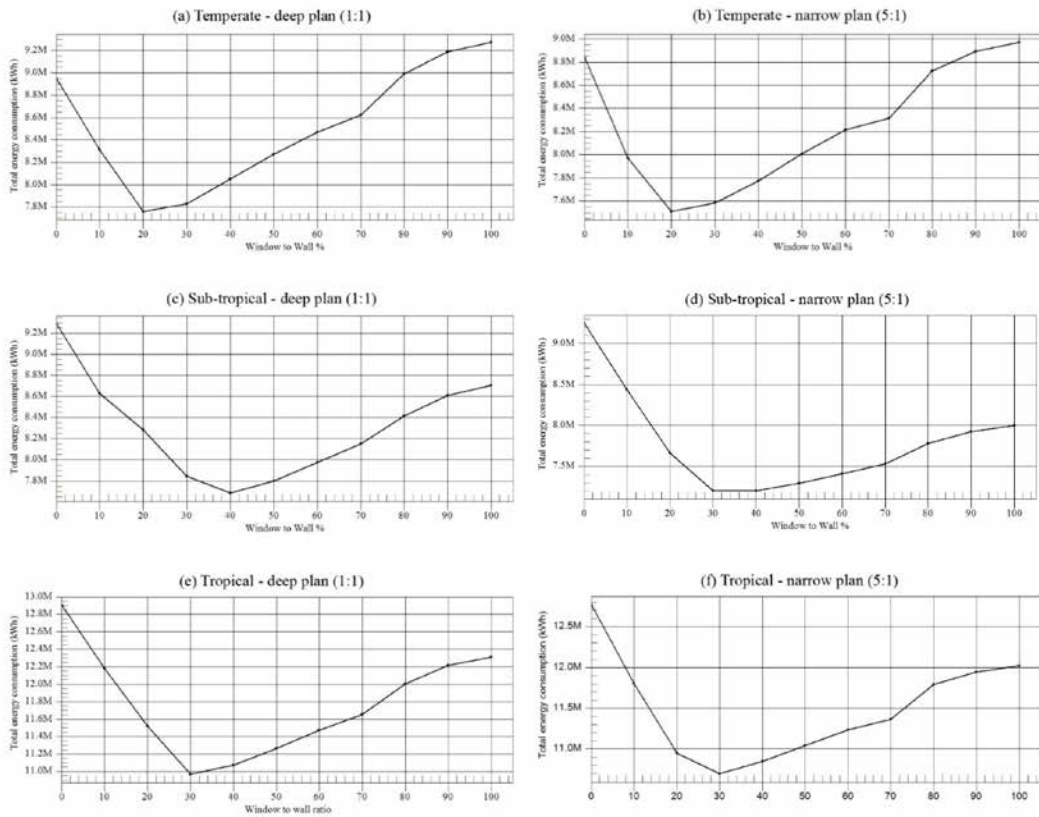 (a) Temperate - deep plan (1:1)
Total energy consumption (kWh)
9.2M
9.0M
8.8M
8.6M
8.4M
8.2M
8.0M
7.8M
0 10 20 30 40 50 60 70 80 90 100
Window to Wall %
(b) Temperate - narrow plan (5:1)
Total energy consumption (kWh)
9.0M
8.8M
8.6M
8.4M
8.2M
8.0M
7.8M
7.6M
0 10 20 30 40 50 60 70 80 90 100
Window to Wall %
(c) Sub-tropical - deep plan (1:1)
Total energy consumption (kWh)
9.2M
9.0M
8.8M
8.6M
8.4M
8.2M
8.0M
7.8M
0 10 20 30 40 50 60 70 80 90 100
Window to Wall %
(d) Sub-tropical - narrow plan (5:1)
Total energy consumption (kWh)
9.0M
8.5M
8.0M
7.5M
0 10 20 30 40 50 60 70 80 90 100
Window to Wall %
(e) Tropical - deep plan (1:1)
Total energy consumption (kWh)
13.0M
12.8M
12.6M
12.4M
12.2M
12.0M
11.8M
11.6M
11.4M
11.2M
11.0M
0 10 20 30 40 50 60 70 80 90 100
Window to wall ratio
(f) Tropical - narrow plan (5:1)
Total energy consumption (kWh)
12.5M
12.0M
11.5M
11.0M
0 10 20 30 40 50 60 70 80 90 100